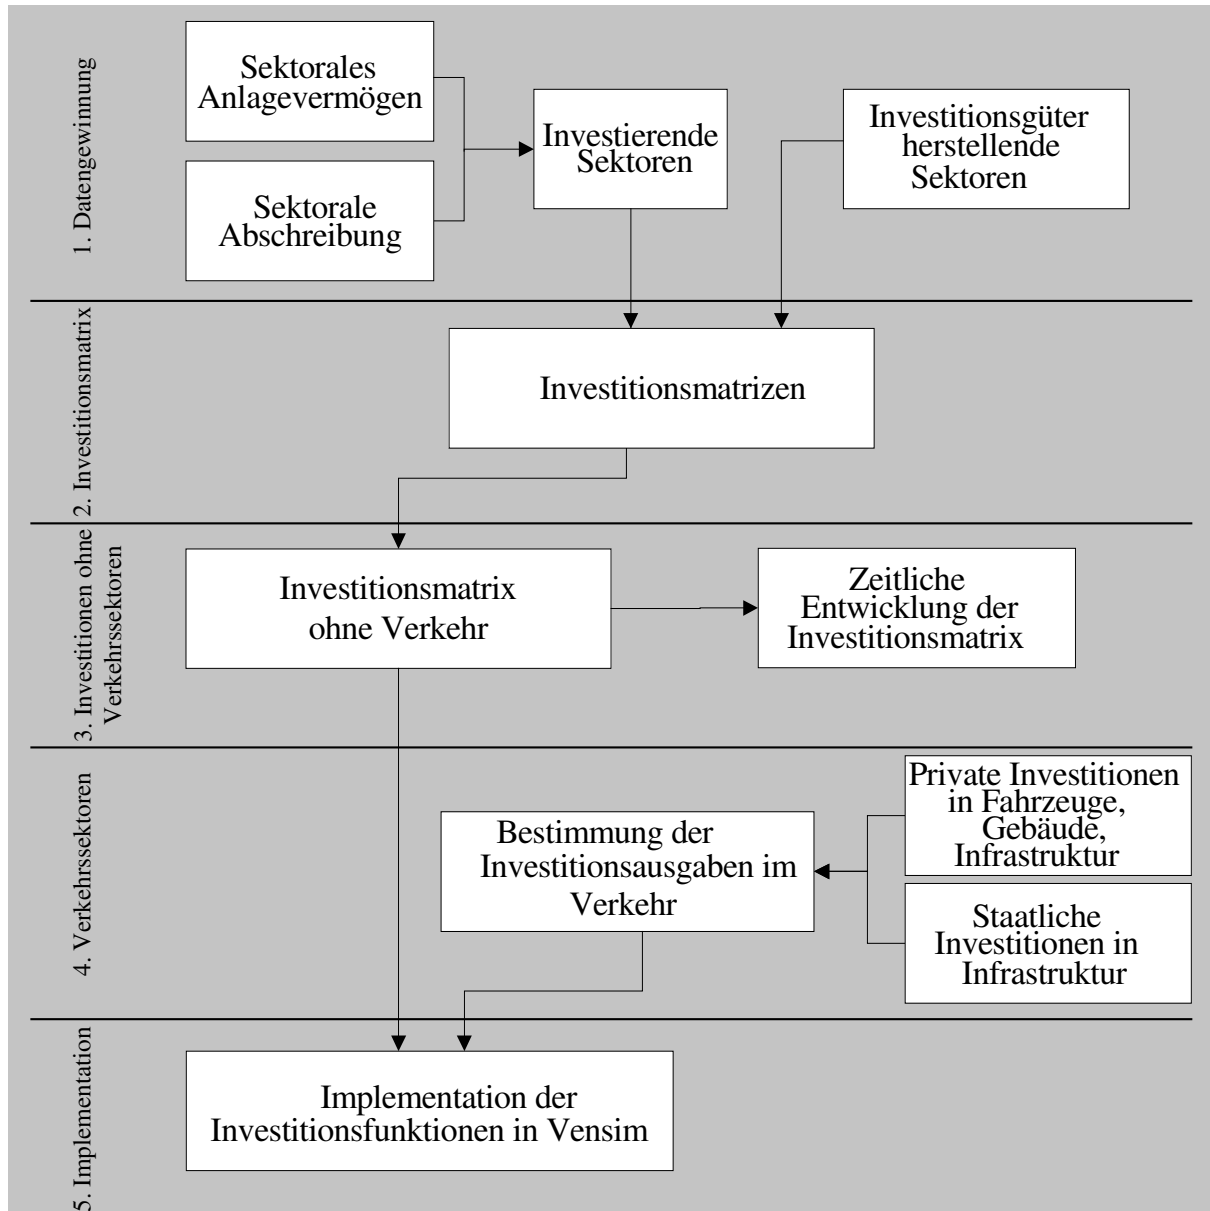 1. Datengewinnung
Sektorales
Anlagevermögen
Sektorale
Abschreibung
Investierende
Sektoren
Investitionsgüter
herstellende
Sektoren
2. Investitionsmatrix
Investitionsmatrizen
3. Investitionen ohne
Verkehrssektoren
Investitionsmatrix
ohne Verkehr
Zeitliche
Entwicklung der
Investitionsmatrix
4. Verkehrssektoren
Bestimmung der
Investitionsausgaben im
Verkehr
Private Investitionen
in Fahrzeuge,
Gebäude,
Infrastruktur
Staatliche
Investitionen in
Infrastruktur
5. Implementation
Implementation der
Investitionsfunktionen in Vensim